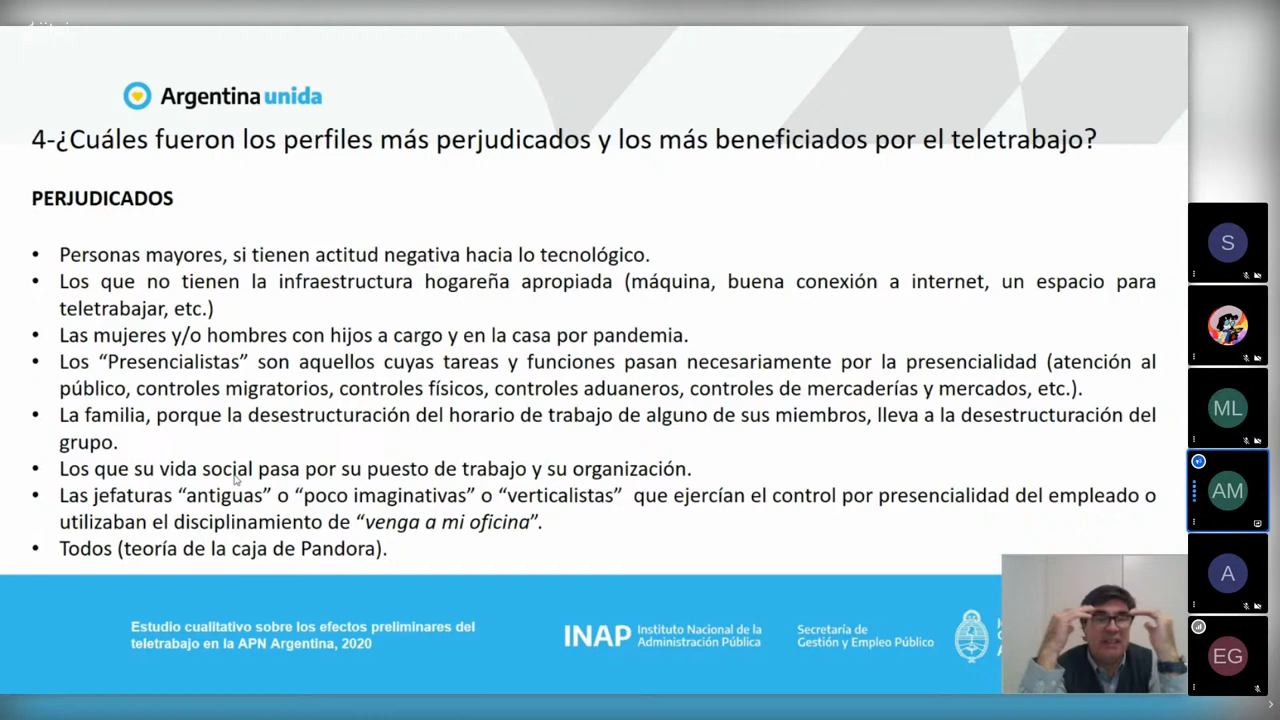 Argentina unida
4-¿Cuáles fueron los perfiles más perjudicados y los más beneficiados por el teletrabajo?
PERJUDICADOS
• Personas mayores, si tienen actitud negativa hacia lo tecnológico.
• Los que no tienen la infraestructura hogareña apropiada (máquina, buena conexión a internet, un espacio para
teletrabajar, etc.)
• Las mujeres y/o hombres con hijos a cargo y en la casa por pandemia.
• Los “Presencialistas” son aquellos cuyas tareas y funciones pasan necesariamente por la presencialidad (atención al
público, controles migratorios, controles físicos, controles aduaneros, controles de mercaderías y mercados, etc.).
• La familia, porque la desestructuración del horario de trabajo de alguno de sus miembros, lleva a la desestructuración del
grupo.
• Los que su vida social pasa por su puesto de trabajo y su organización.
• Las jefaturas “antiguas” o “poco imaginativas” o “verticalistas” que ejercían el control por presencialidad del empleado o
utilizaban el disciplinamiento de “venga a mi oficina”.
• Todos (teoría de la caja de Pandora).
Estudio cualitativo sobre los efectos preliminares del
teletrabajo en la APN Argentina, 2020
INAP
Instituto Nacional de la
Administración Pública
Secretaría de
Gestión y Empleo Público
S
ML
AM
A
EG